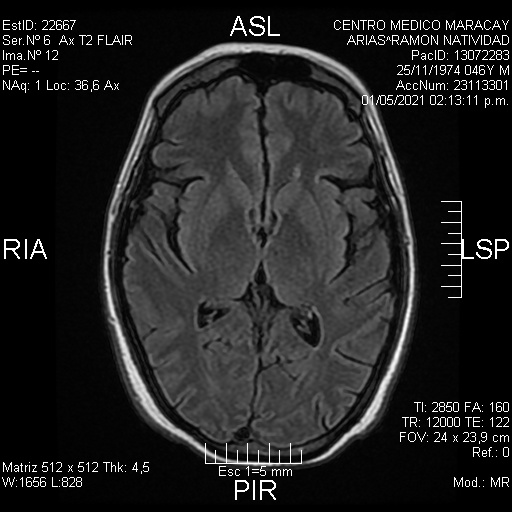 EstID: 22667
Ser.Nº 6 Ax T2 FLAIR
Ima.Nº 12
PE= --
NAq: 1 Loc: 36,6 Ax
ASL
CENTRO MEDICO MARACAY
ARIAS^RAMON NATIVIDAD
PacID: 13072283
25/11/1974 046Y M
AccNum: 23113301
01/05/2021 02:13:11 p.m.
RIA
LSP
TI: 2850 FA: 160
TR: 12000 TE: 122
FOV: 24 x 23,9 cm
Ref.: 0
Mod.: MR
Matriz 512 x 512 Thk: 4,5
W:1656 L:828
Esc 1=5 mm
PIR